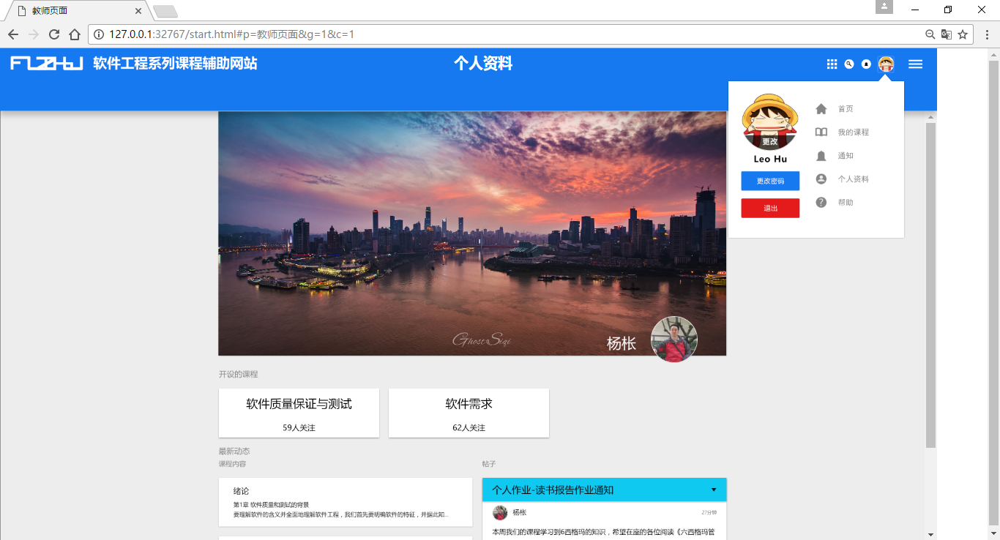 教师页面
127.0.0.1:32767/start.html#p=教师页面&g=1&c=1
软件工程系列课程辅助网站
个人资料
更改
Leo Hu
更改密码
退出
首页
我的课程
通知
个人资料
帮助
Ghost Siqi
杨枨
开设的课程
软件质量保证与测试
59人关注
软件需求
62人关注
最新动态
课程内容
帖子
绪论
第1章 软件质量和测试的背景
要理解软件的含义并全面地理解软件工程，我们首先要明确软件的特征，并据此知...
个人作业-读书报告作业通知
杨枨
27分钟
本周我们的课程学习到6西格玛的知识，希望在座的各位阅读《六西格玛管